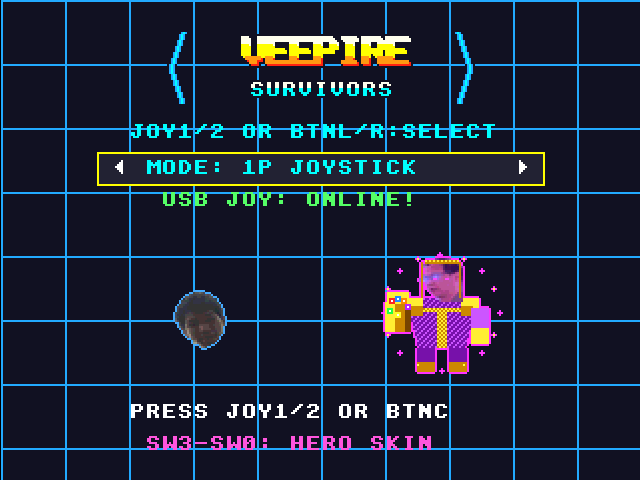 VEEPIRE
SURVIVORS
JOY1/2 OR BTNL/R:SELECT
MODE: 1P JOYSTICK
USB JOY: ONLINE!
PRESS JOY1/2 OR BTNC
SW3-SW0: HERO SKIN